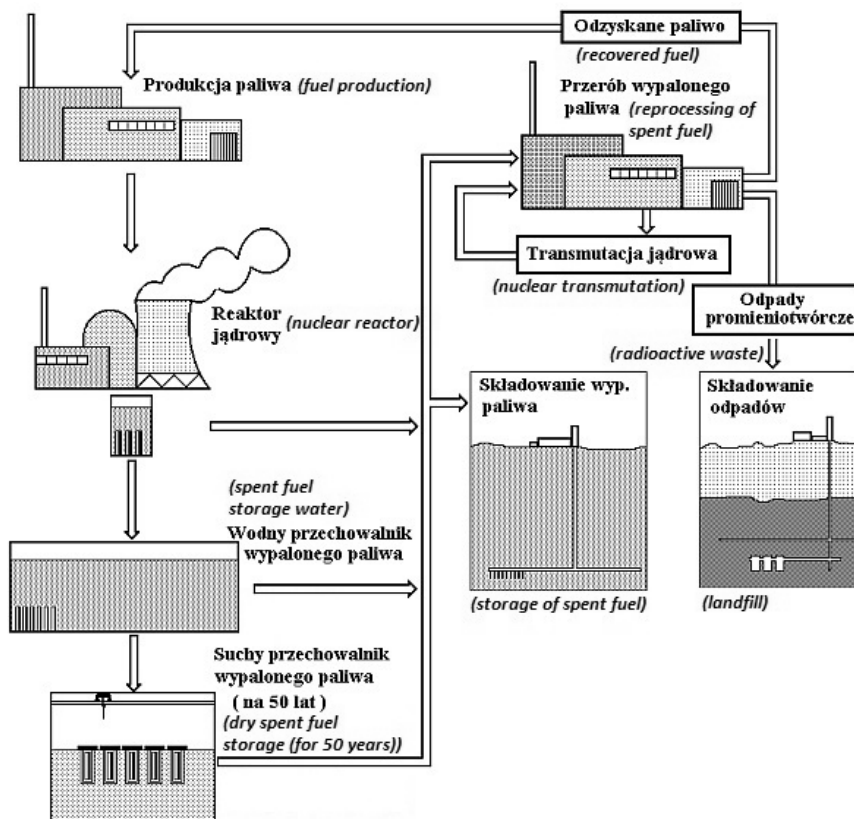 Odzyskane paliwo
(recovered fuel)
Produkcja paliwa (fuel production)
Przerób wypalonego
paliwa (reprocessing of
spent fuel)
Transmutacja jądrowa
(nuclear transmutation)
Reaktor
jądrowy (nuclear reactor)
Odpady
promieniotwórcze
(radioactive waste)
Składowanie wyp.
paliwa
Składowanie
odpadów
(spent fuel
storage water)
Wodny przechowalnik
wypalonego paliwa
(storage of spent fuel)
(landfill)
Suchy przechowalnik
wypalonego paliwa
( na 50 lat )
(dry spent fuel
storage (for 50 years))